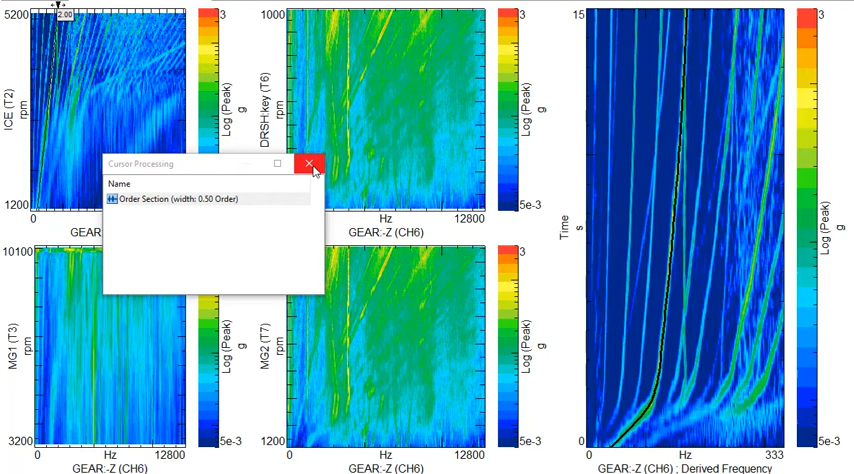 2.00
5200
ICE (T2)
rpm
1200
0
GEAR:
3
Log (Peak)
g
1000
DRSH:key (T6)
rpm
Hz
12800
GEAR:-Z (CH6)
3
Log (Peak)
g
5e-3
Cursor Processing
Name
Order Section (width: 0.50 Order)
10100
MG1 (T3)
rpm
3200
0
Hz
12800
GEAR:-Z (CH6)
Log (Peak)
g
5e-3
MG2 (T7)
rpm
1200
0
Hz
12800
GEAR:-Z (CH6)
3
Log (Peak)
g
5e-3
15
Time
s
0
0
Hz
333
GEAR:-Z (CH6) ; Derived Frequency
3
Log (Peak)
g
5e-3